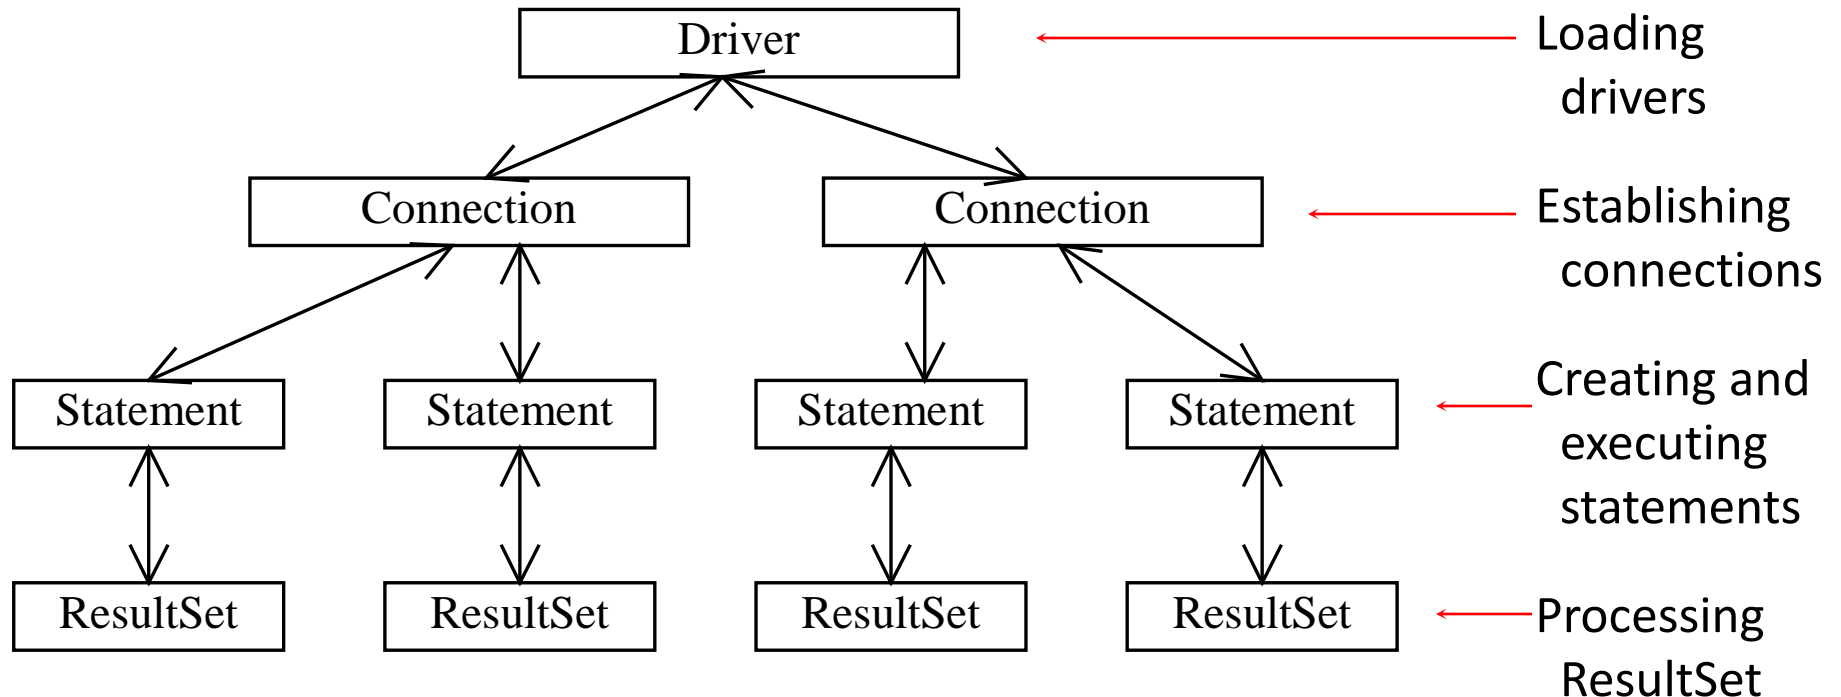 Driver
Loading
drivers
Connection
Connection
Establishing
connections
Statement
Statement
Statement
Statement
Creating and
executing
statements
ResultSet
ResultSet
ResultSet
ResultSet
Processing
ResultSet